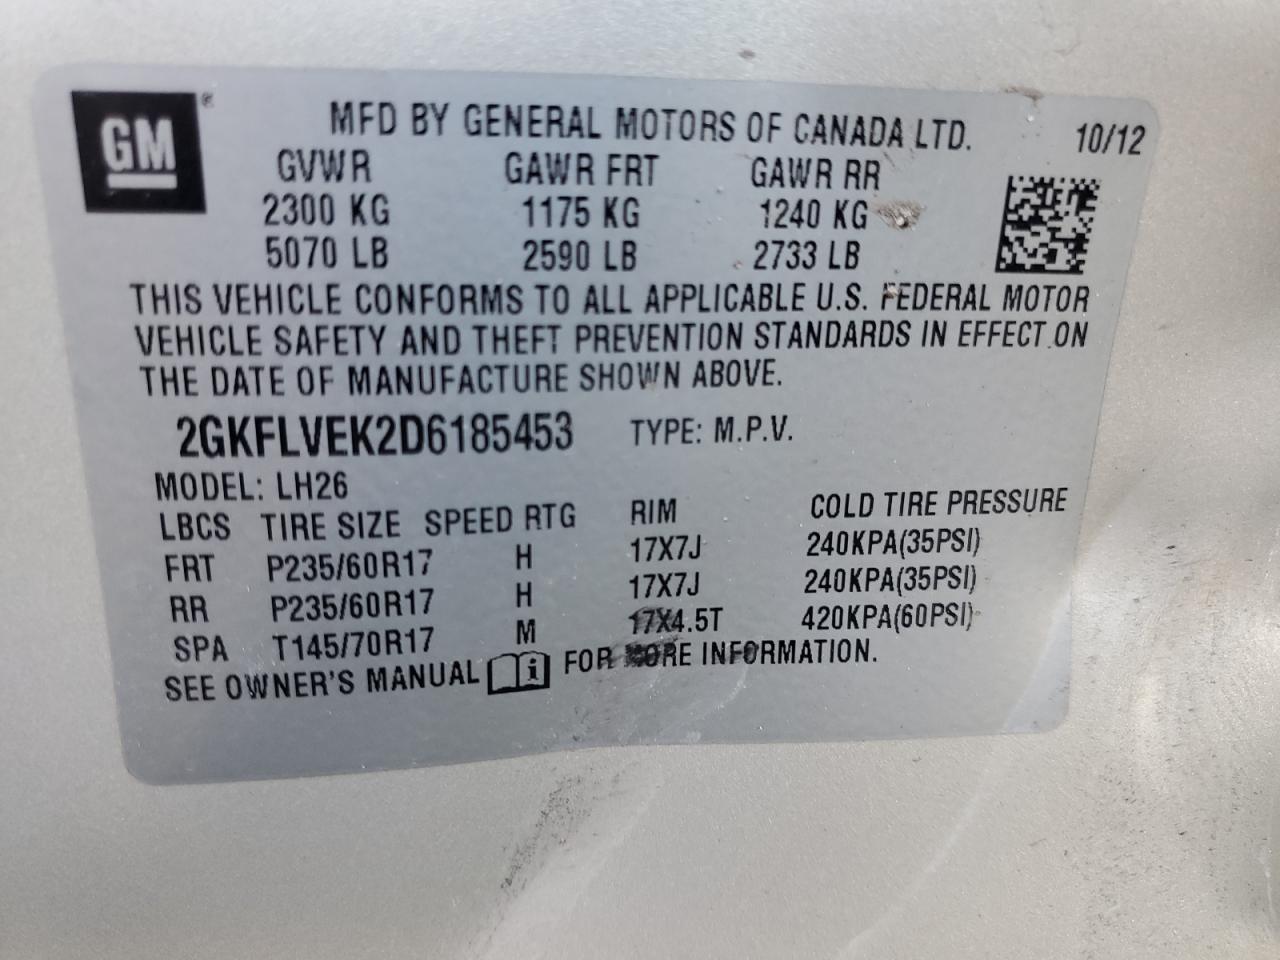 GM ®
MFD BY GENERAL MOTORS OF CANADA LTD. 10/12
GVWR GAWR FRT GAWR RR
2300 KG 1175 KG 1240 KG
5070 LB 2590 LB 2733 LB
THIS VEHICLE CONFORMS TO ALL APPLICABLE U.S. FEDERAL MOTOR
VEHICLE SAFETY AND THEFT PREVENTION STANDARDS IN EFFECT ON
THE DATE OF MANUFACTURE SHOWN ABOVE.
2GKFLVEK2D6185453 TYPE: M.P.V.
MODEL: LH26
LBCS TIRE SIZE SPEED RTG RIM COLD TIRE PRESSURE
FRT P235/60R17 H 17X7J 240KPA(35PSI)
RR P235/60R17 H 17X7J 240KPA(35PSI)
SPA T145/70R17 M 17X4.5T 420KPA(60PSI)
SEE OWNER'S MANUAL i FOR MORE INFORMATION.